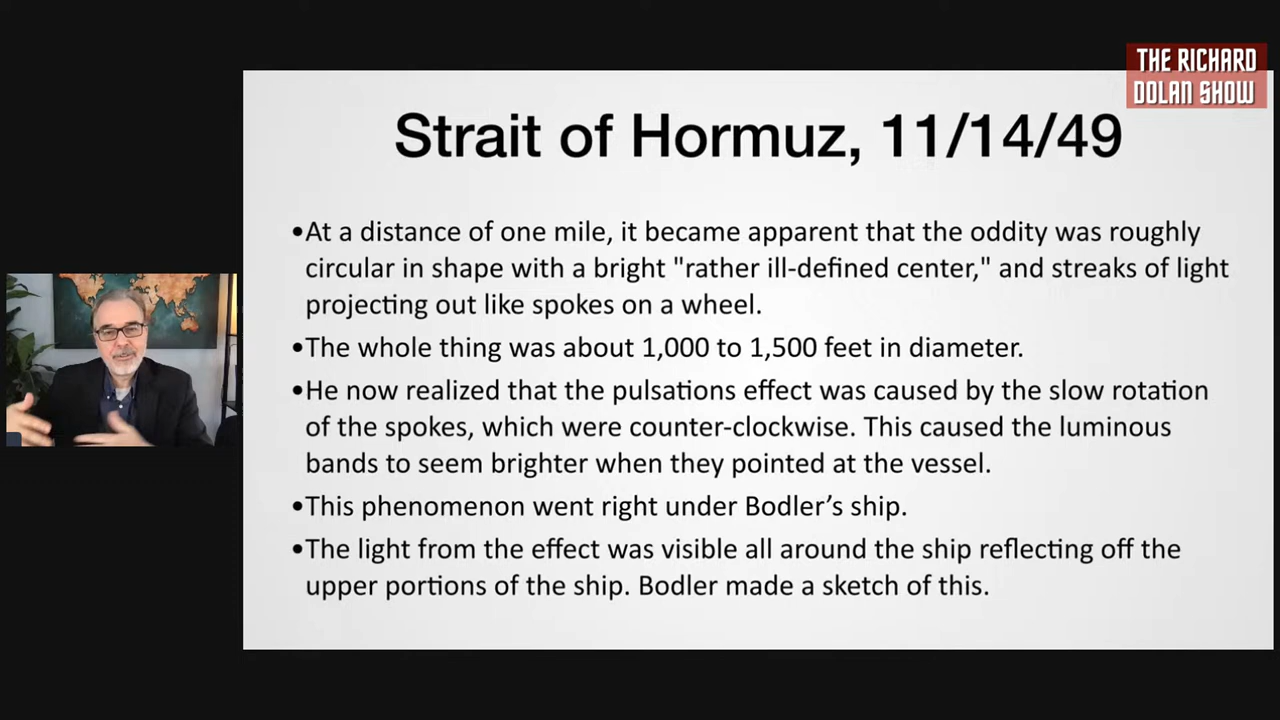 THE RICHARD
DOLAN SHOW
Strait of Hormuz, 11/14/49
•At a distance of one mile, it became apparent that the oddity was roughly
circular in shape with a bright "rather ill-defined center," and streaks of light
projecting out like spokes on a wheel.
•The whole thing was about 1,000 to 1,500 feet in diameter.
•He now realized that the pulsations effect was caused by the slow rotation
of the spokes, which were counter-clockwise. This caused the luminous
bands to seem brighter when they pointed at the vessel.
•This phenomenon went right under Bodler’s ship.
•The light from the effect was visible all around the ship reflecting off the
upper portions of the ship. Bodler made a sketch of this.